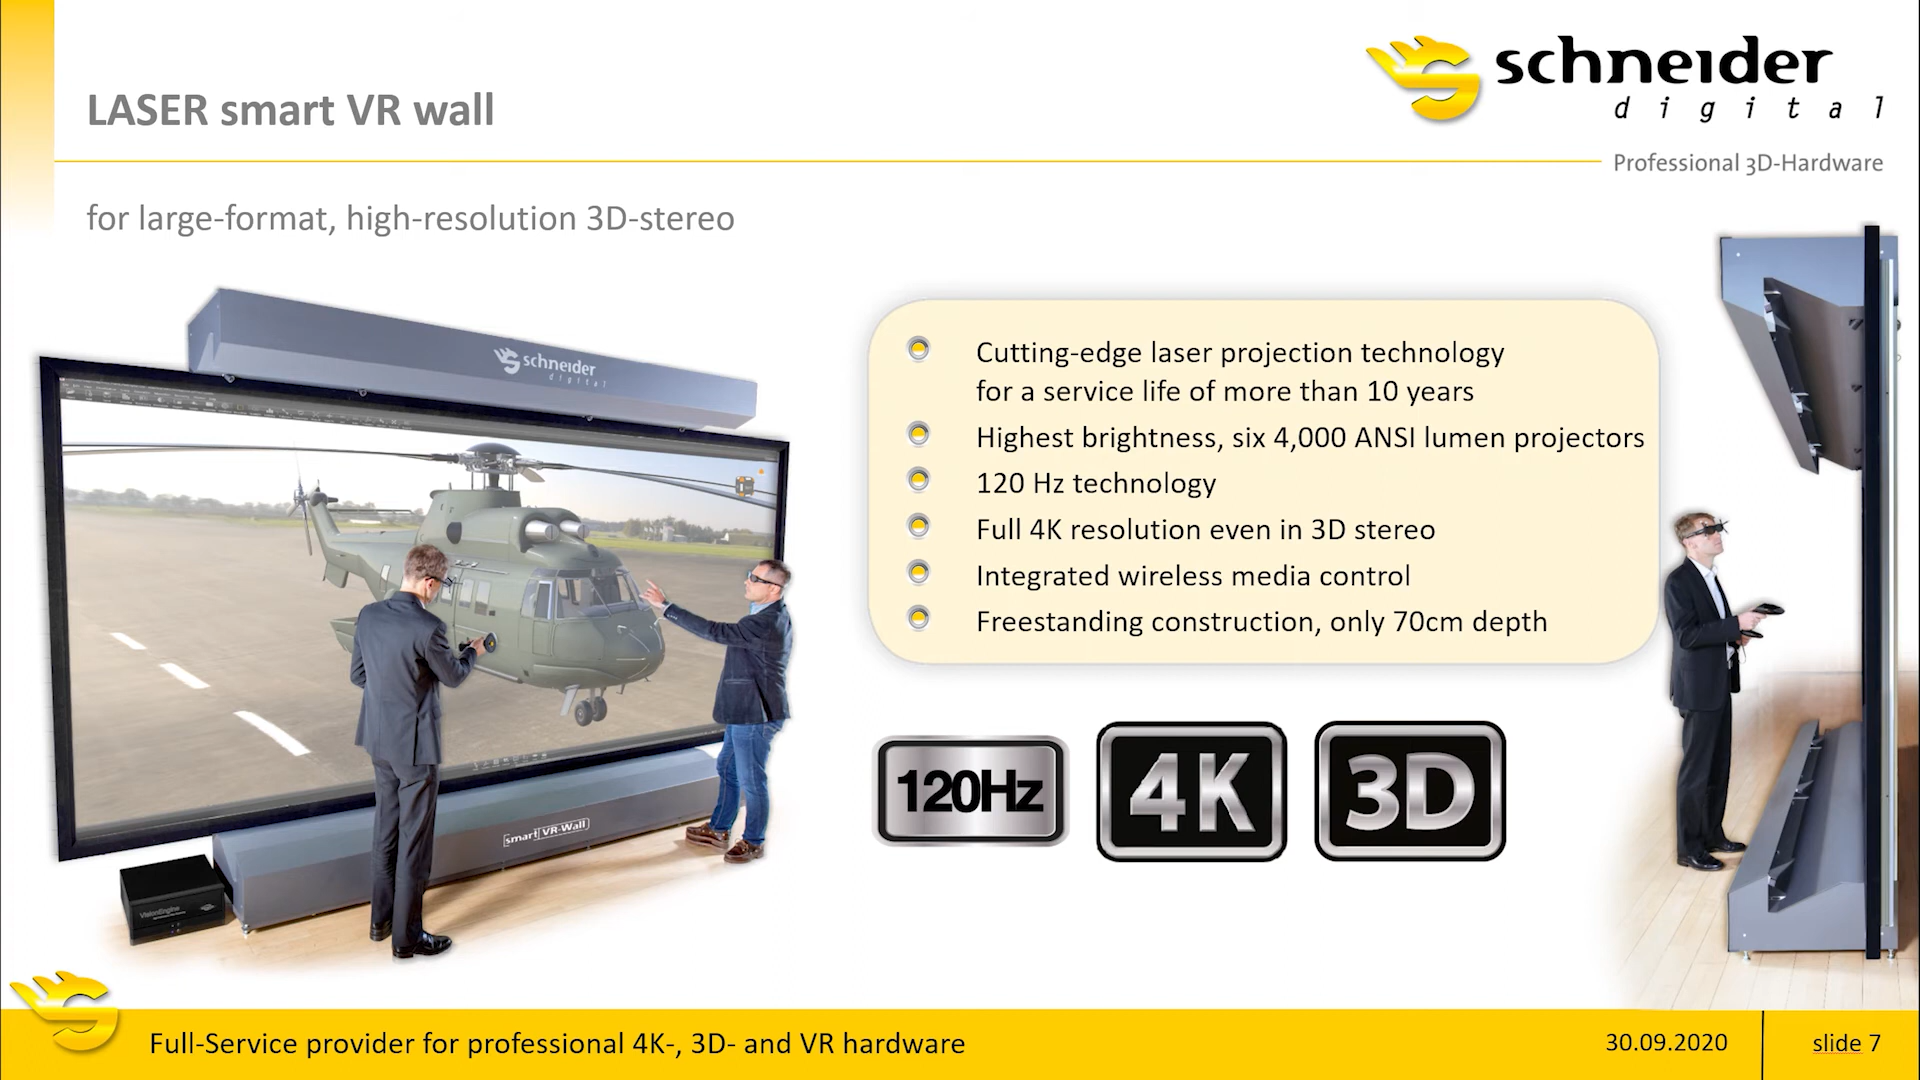 schneider
digital
LASER smart VR wall
Professional 3D-Hardware
for large-format, high-resolution 3D-stereo
schneider
digital
Cutting-edge laser projection technology
for a service life of more than 10 years
Highest brightness, six 4,000 ANSI lumen projectors
120 Hz technology
Full 4K resolution even in 3D stereo
Integrated wireless media control
Freestanding construction, only 70cm depth
120Hz
4K
3D
smart VR-Wall
VisionEngine
Full-Service provider for professional 4K-, 3D- and VR hardware
30.09.2020
slide 7